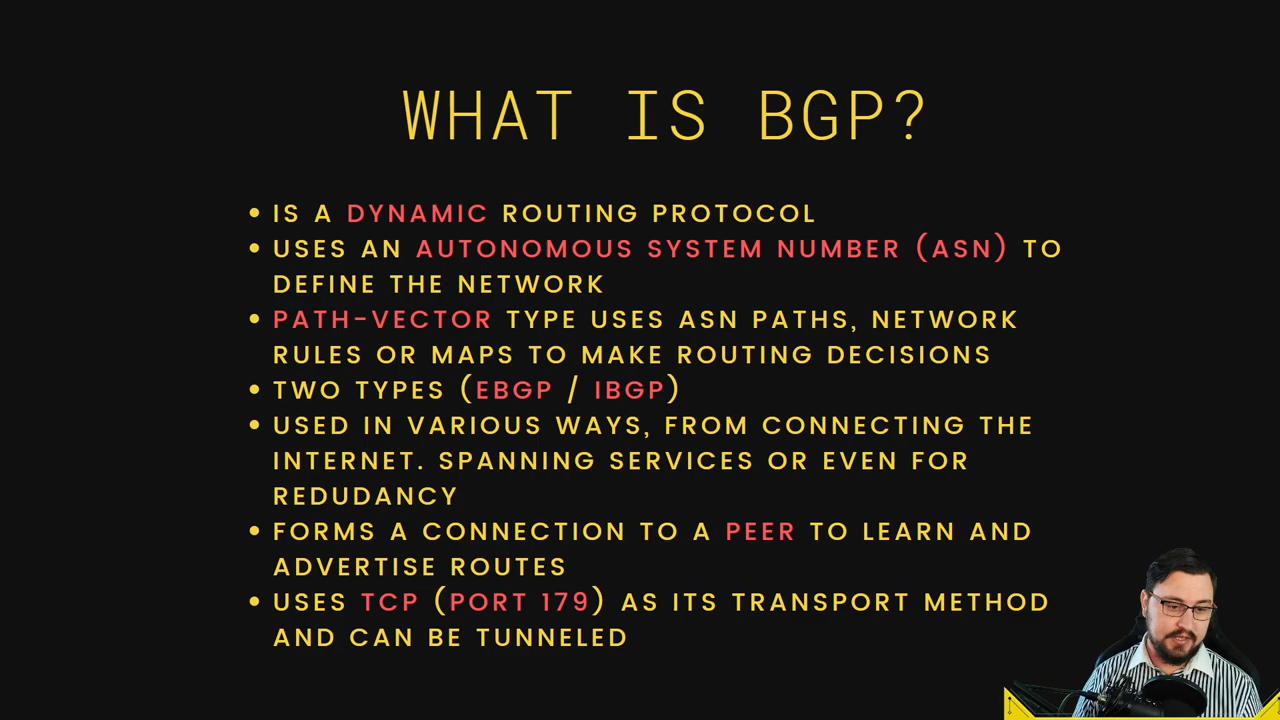 WHAT IS BGP?
• IS A DYNAMIC ROUTING PROTOCOL
• USES AN AUTONOMOUS SYSTEM NUMBER (ASN) TO
DEFINE THE NETWORK
• PATH-VECTOR TYPE USES ASN PATHS, NETWORK
RULES OR MAPS TO MAKE ROUTING DECISIONS
• TWO TYPES (EBGP / IBGP)
• USED IN VARIOUS WAYS, FROM CONNECTING THE
INTERNET. SPANNING SERVICES OR EVEN FOR
REDUDANCY
• FORMS A CONNECTION TO A PEER TO LEARN AND
ADVERTISE ROUTES
• USES TCP (PORT 179) AS ITS TRANSPORT METHOD
AND CAN BE TUNNELED